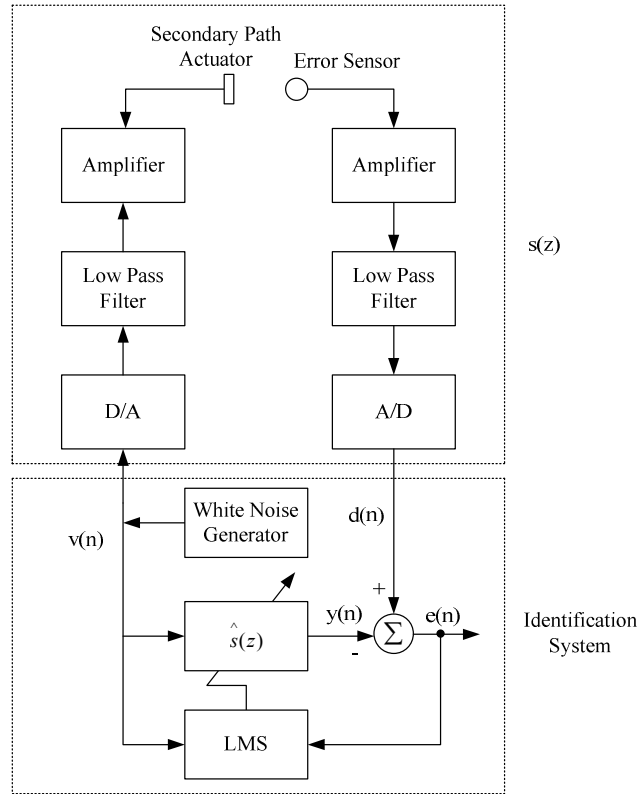 Secondary Path
Actuator
Error Sensor
Amplifier
Amplifier
s(z)
Low Pass
Filter
Low Pass
Filter
D/A
A/D
White Noise
Generator
v(n)
d(n)
+
ŝ(z)
y(n)
-
Σ
e(n)
Identification
System
LMS